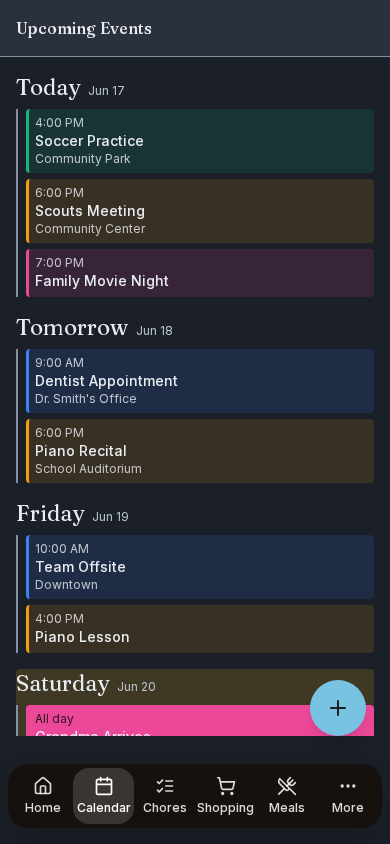 Upcoming Events
Today Jun 17
4:00 PM
Soccer Practice
Community Park
6:00 PM
Scouts Meeting
Community Center
7:00 PM
Family Movie Night
Tomorrow Jun 18
9:00 AM
Dentist Appointment
Dr. Smith's Office
6:00 PM
Piano Recital
School Auditorium
Friday Jun 19
10:00 AM
Team Offsite
Downtown
4:00 PM
Piano Lesson
Saturday Jun 20
All day
Grandma Arrives
Home Calendar Chores Shopping Meals More